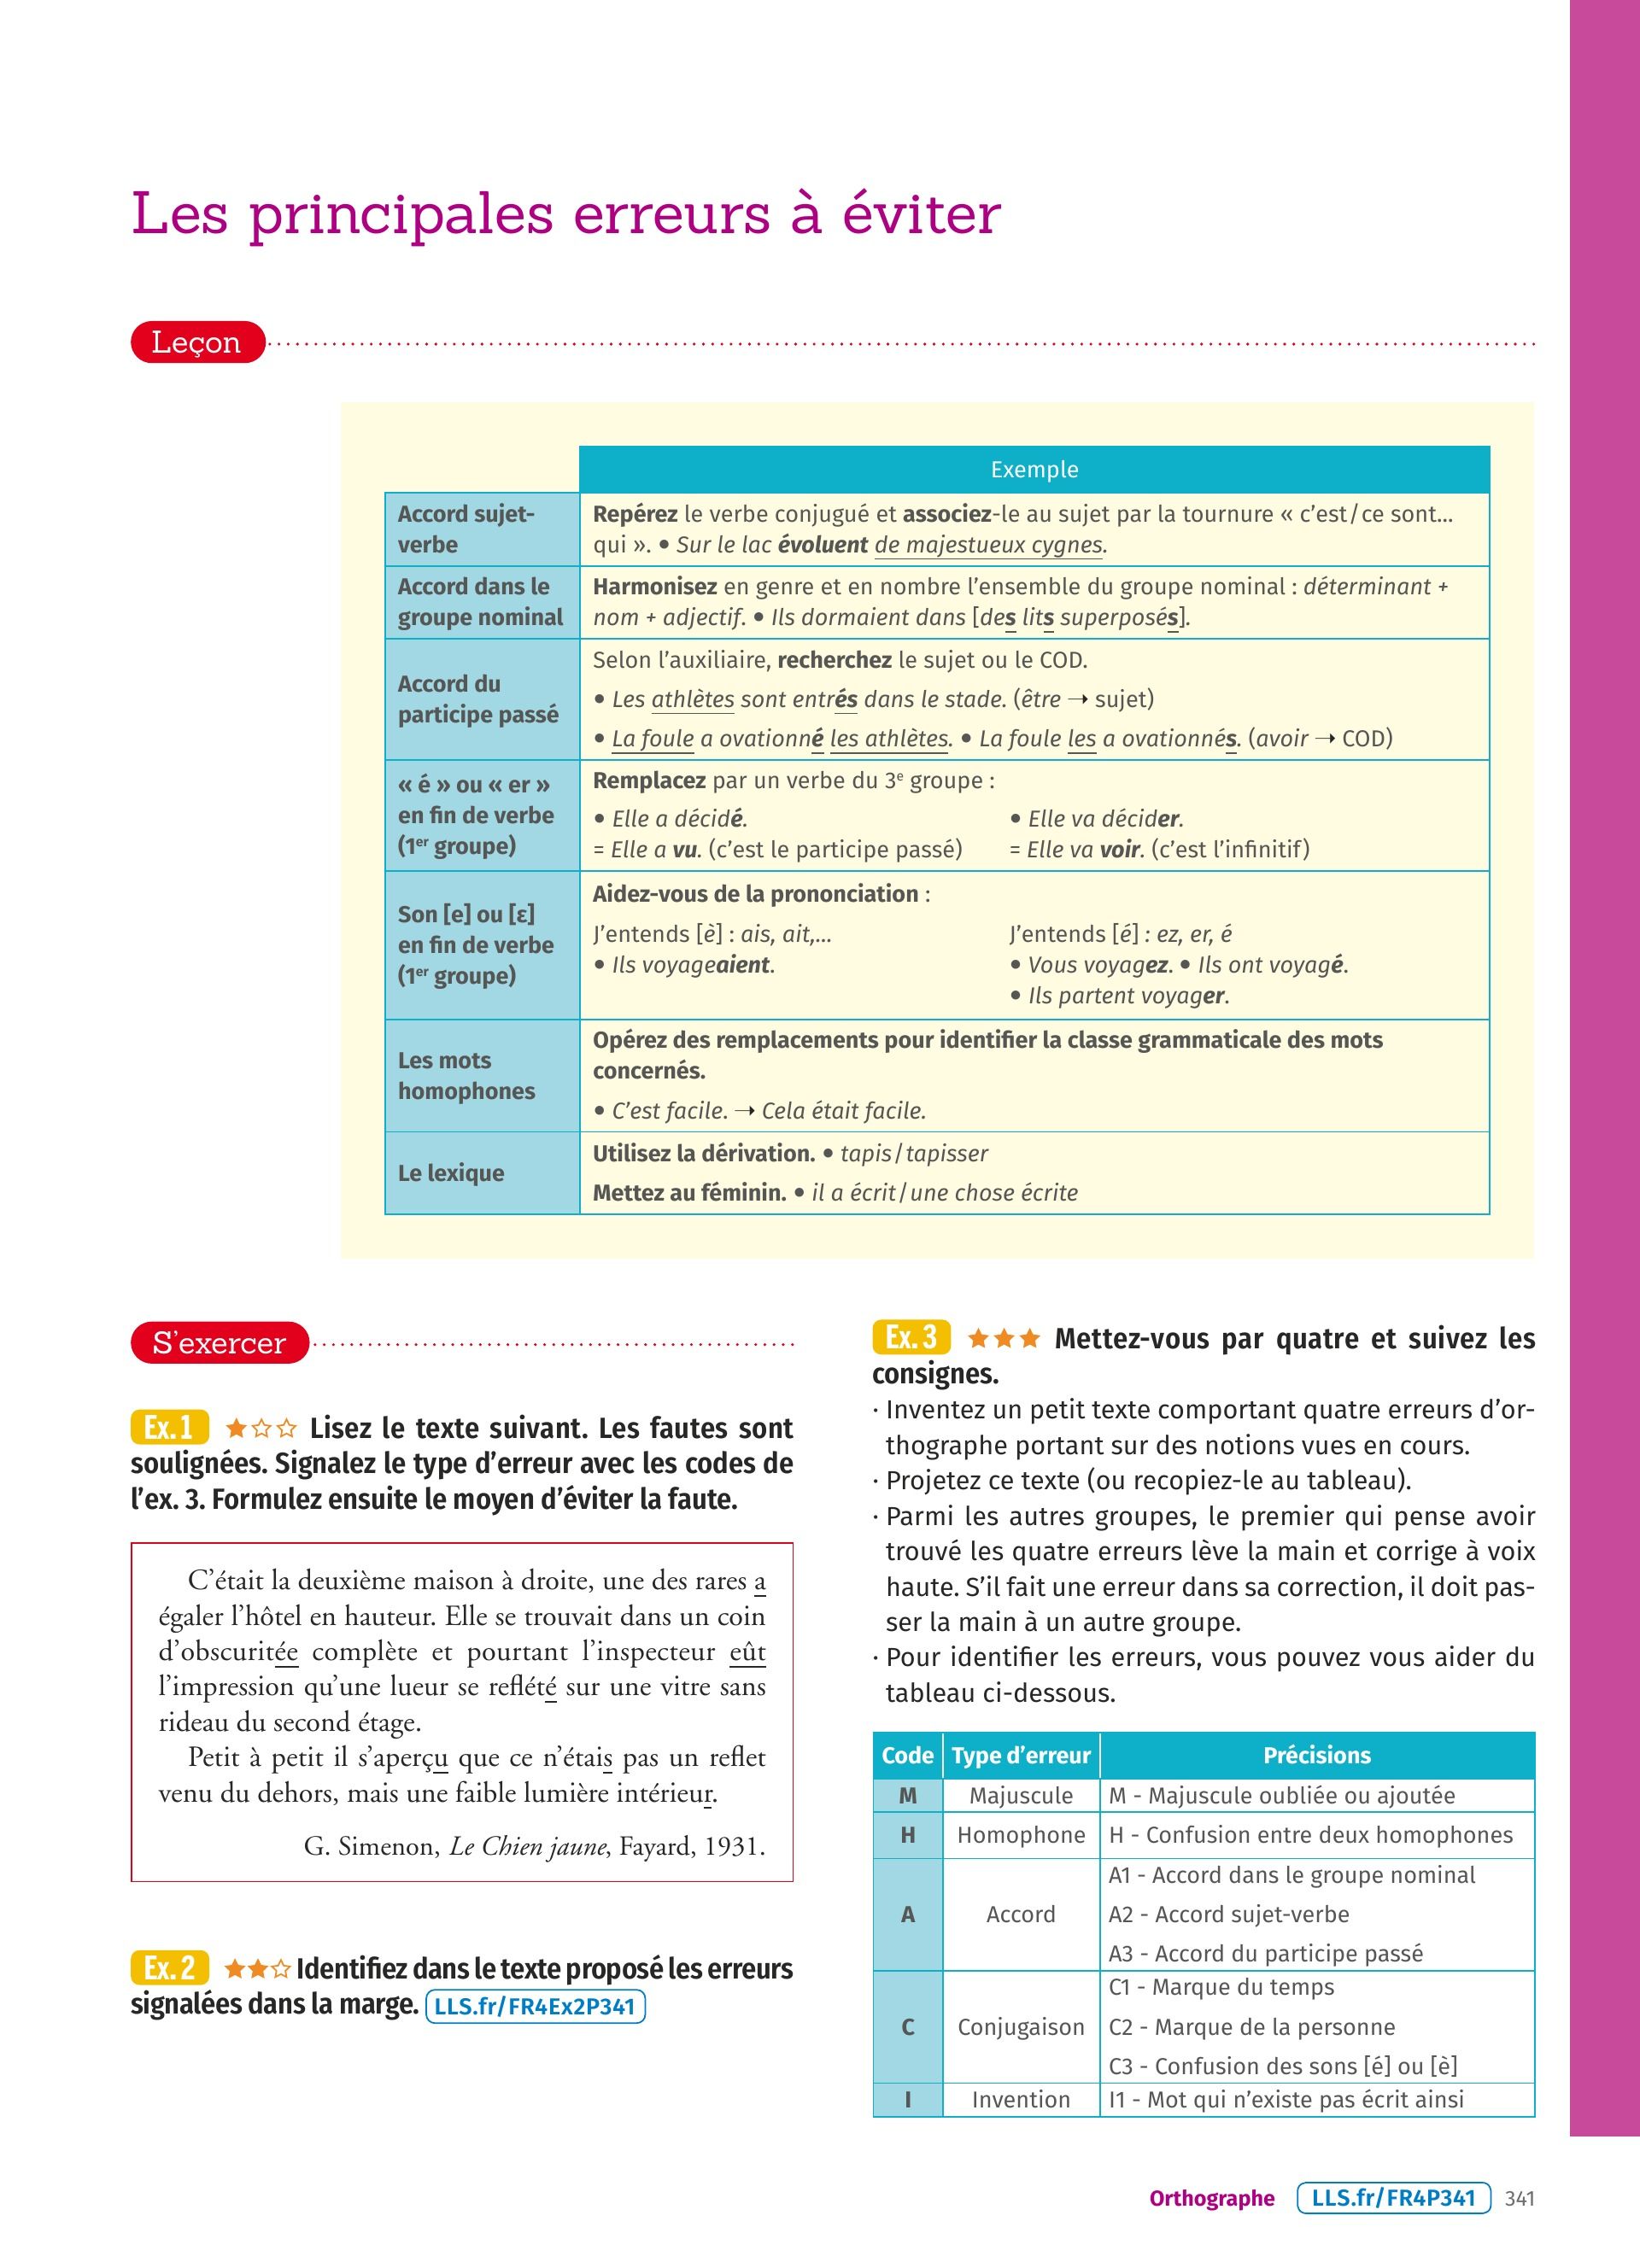 Les principales erreurs à éviter
Leçon
Exemple
Accord sujet-
verbe
Repérez le verbe conjugué et associez-le au sujet par la tournure « c’est / ce sont…
qui ». • Sur le lac évoluent de majestueux cygnes.
Accord dans le
groupe nominal
Harmonisez en genre et en nombre l’ensemble du groupe nominal : déterminant +
nom + adjectif. • Ils dormaient dans [des lits superposés].
Accord du
participe passé
Selon l’auxiliaire, recherchez le sujet ou le COD.
• Les athlètes sont entrés dans le stade. (être → sujet)
• La foule a ovationné les athlètes. • La foule les a ovationnés. (avoir → COD)
« é » ou « er »
en fin de verbe
(1er groupe)
Remplacez par un verbe du 3e groupe :
• Elle a décidé.
= Elle a vu. (c’est le participe passé)
• Elle va décider.
= Elle va voir. (c’est l’infinitif)
Son [e] ou [ɛ]
en fin de verbe
(1er groupe)
Aidez-vous de la prononciation :
J’entends [è] : ais, ait,…
• Ils voyageaient.
J’entends [é] : ez, er, é
• Vous voyagez. • Ils ont voyagé.
• Ils partent voyager.
Les mots
homophones
Opérez des remplacements pour identifier la classe grammaticale des mots
concernés.
• C’est facile. → Cela était facile.
Le lexique
Utilisez la dérivation. • tapis / tapisser
Mettez au féminin. • il a écrit / une chose écrite
S’exercer
Ex. 1 ★☆☆ Lisez le texte suivant. Les fautes sont
soulignées. Signalez le type d’erreur avec les codes de
l’ex. 3. Formulez ensuite le moyen d’éviter la faute.
C’était la deuxième maison à droite, une des rares a
égaler l’hôtel en hauteur. Elle se trouvait dans un coin
d’obscuritée complète et pourtant l’inspecteur eût
l’impression qu’une lueur se reflété sur une vitre sans
rideau du second étage.
Petit à petit il s’aperçu que ce n’étais pas un reflet
venu du dehors, mais une faible lumière intérieur.
G. Simenon, Le Chien jaune, Fayard, 1931.
Ex. 2 ★★☆ Identifiez dans le texte proposé les erreurs
signalées dans la marge. LLS.fr/FR4Ex2P341
Ex. 3 ★★★ Mettez-vous par quatre et suivez les
consignes.
· Inventez un petit texte comportant quatre erreurs d’or-
thographe portant sur des notions vues en cours.
· Projetez ce texte (ou recopiez-le au tableau).
· Parmi les autres groupes, le premier qui pense avoir
trouvé les quatre erreurs lève la main et corrige à voix
haute. S’il fait une erreur dans sa correction, il doit pas-
ser la main à un autre groupe.
· Pour identifier les erreurs, vous pouvez vous aider du
tableau ci-dessous.
Code Type d’erreur Précisions
M Majuscule M - Majuscule oubliée ou ajoutée
H Homophone H - Confusion entre deux homophones
A Accord
A1 - Accord dans le groupe nominal
A2 - Accord sujet-verbe
A3 - Accord du participe passé
C Conjugaison
C1 - Marque du temps
C2 - Marque de la personne
C3 - Confusion des sons [é] ou [è]
I Invention I1 - Mot qui n’existe pas écrit ainsi
Orthographe LLS.fr/FR4P341 341